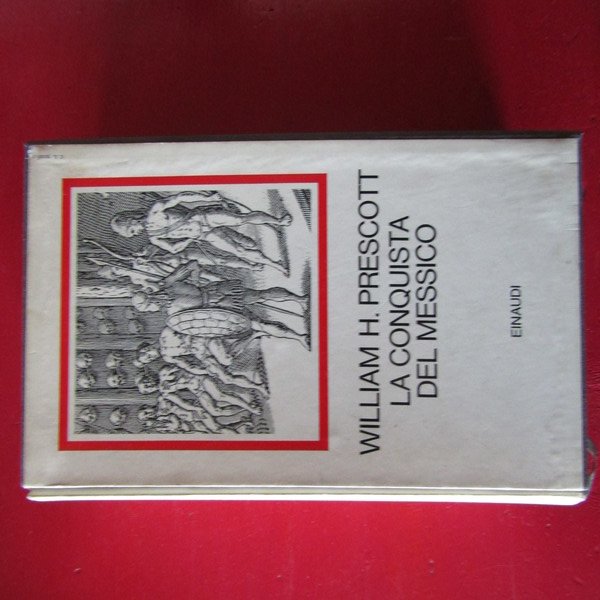 WILLIAM H. PRESCOTT
LA CONQUISTA
DEL MESSICO
EINAUDI